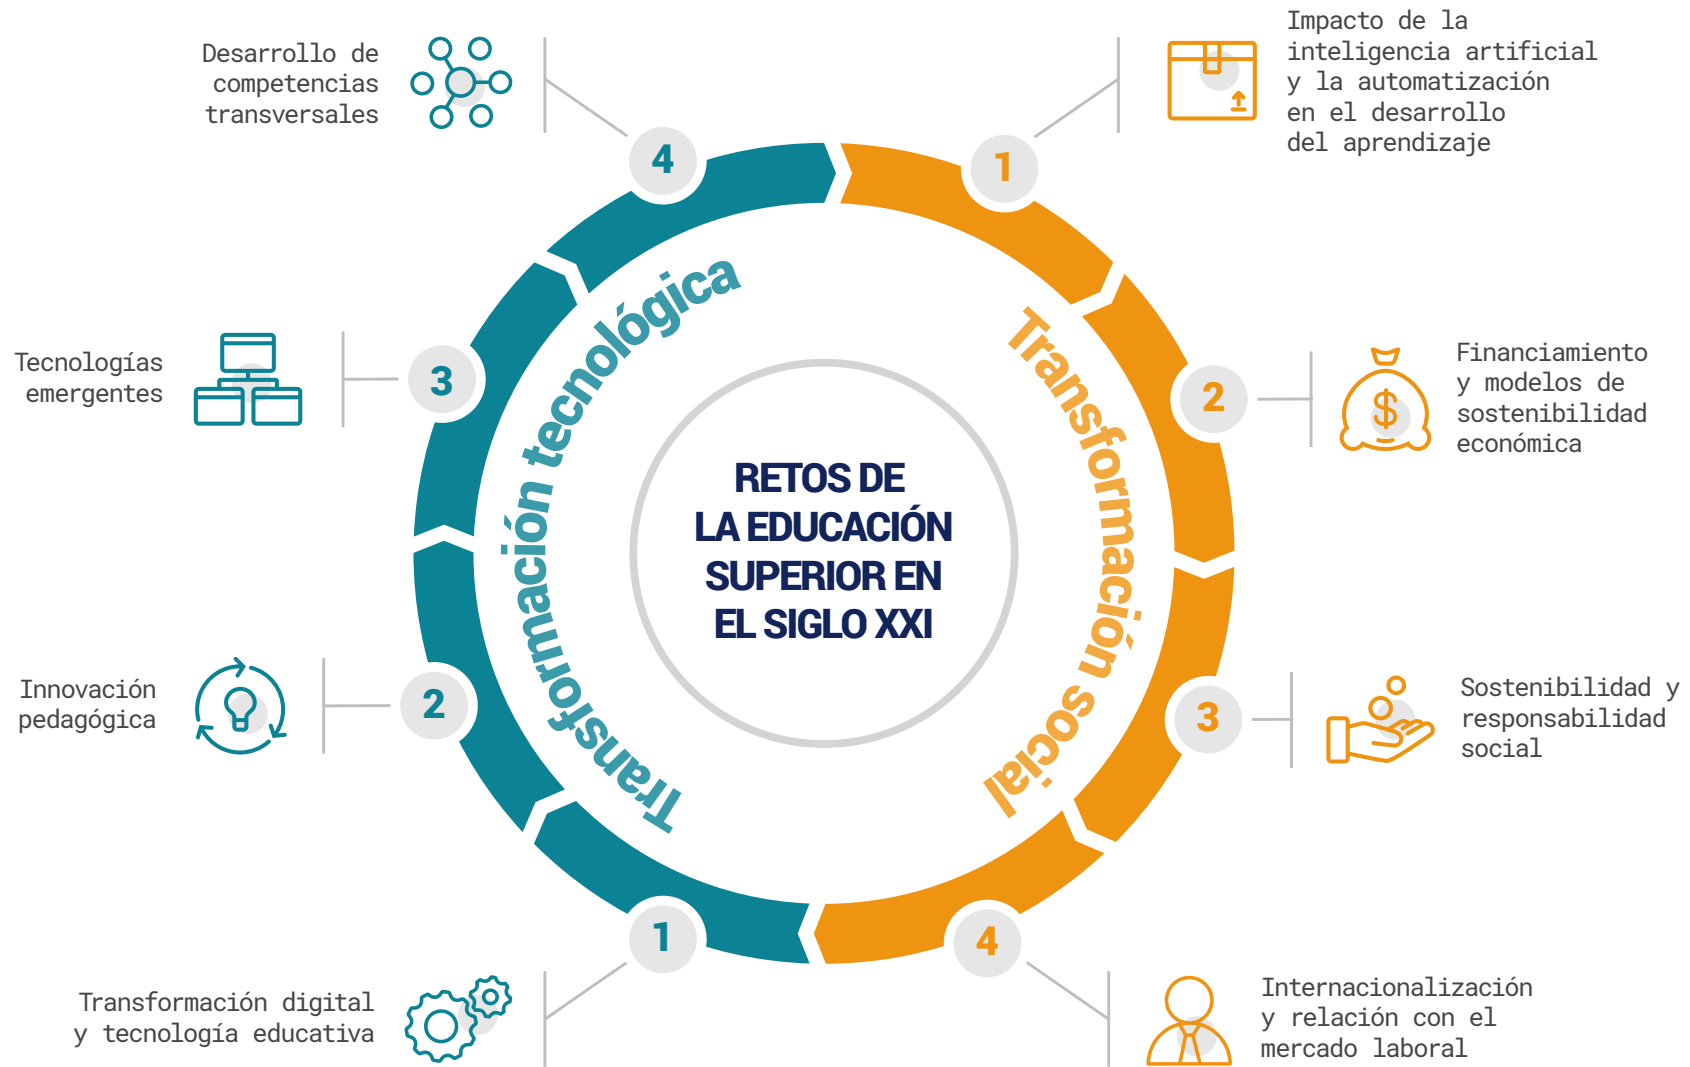 RETOS DE
LA EDUCACIÓN
SUPERIOR EN
EL SIGLO XXI
Transformación tecnológica
1
Transformación digital
y tecnología educativa
2
Innovación
pedagógica
3
Tecnologías
emergentes
4
Desarrollo de
competencias
transversales
Transformación social
1
Impacto de la
inteligencia artificial
y la automatización
en el desarrollo
del aprendizaje
2
Financiamiento
y modelos de
sostenibilidad
económica
$
3
Sostenibilidad y
responsabilidad
social
4
Internacionalización
y relación con el
mercado laboral